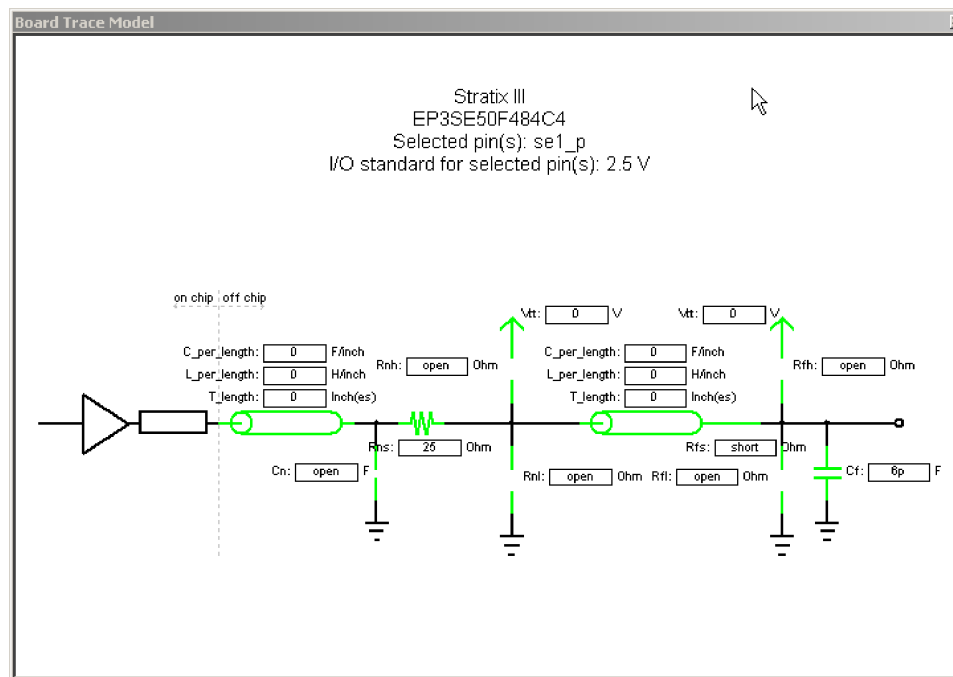 Board Trace Model
Stratix III
EP3SE50F484C4
Selected pin(s): se1_p
I/O standard for selected pin(s): 2.5 V
on chip off chip
Vtt: 0 V Vtt: 0 V
C_per_length: 0 F/inch Rnh: open Ohm C_per_length: 0 F/inch Rfh: open Ohm
L_per_length: 0 H/inch L_per_length: 0 H/inch
T_length: 0 Inch(es) T_length: 0 Inch(es)
Rns: 25 Ohm Rfs: short Ohm
Cn: open F Rnl: open Ohm Rfl: open Ohm Cf: 6p F